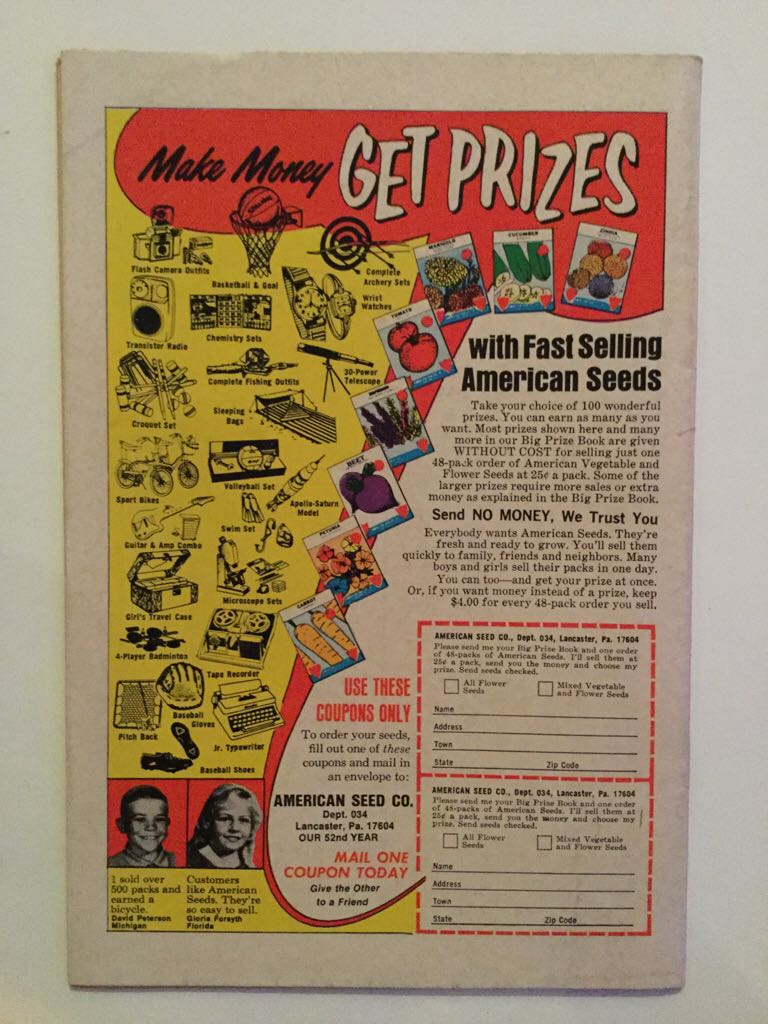 Make Money GET PRIZES
Flash Camera Outfits
Basketball & Goal
Complete
Archery Sets
Wrist
Watches
Transistor Radio
Chemistry Sets
Complete Fishing Outfits
30-Power
Telescope
Croquet Set
Sleeping
Bags
Sport Bikes
Volleyball Set
Apollo-Saturn
Model
Guitar & Amp Combo
Swim Set
Microscope Sets
Girl's Travel Case
4-Player Badminton
Tape Recorder
Pitch Back
Baseball
Gloves
Jr. Typewriter
Baseball Shoes
MARIGOLD
CUCUMBER
ZINNIA
TOMATO
BEET
PETUNIA
CARROT
with Fast Selling
American Seeds
Take your choice of 100 wonderful
prizes. You can earn as many as you
want. Most prizes shown here and many
more in our Big Prize Book are given
WITHOUT COST for selling just one
48-pack order of American Vegetable and
Flower Seeds at 25¢ a pack. Some of the
larger prizes require more sales or extra
money as explained in the Big Prize Book.
Send NO MONEY, We Trust You
Everybody wants American Seeds. They're
fresh and ready to grow. You'll sell them
quickly to family, friends and neighbors. Many
boys and girls sell their packs in one day.
You can too—and get your prize at once.
Or, if you want money instead of a prize, keep
$4.00 for every 48-pack order you sell.
USE THESE
COUPONS ONLY
To order your seeds,
fill out one of these
coupons and mail in
an envelope to:
AMERICAN SEED CO.
Dept. 034
Lancaster, Pa. 17604
OUR 52nd YEAR
MAIL ONE
COUPON TODAY
Give the Other
to a Friend
AMERICAN SEED CO., Dept. 034, Lancaster, Pa. 17604
Please send me your Big Prize Book and one order
of 48-packs of American Seeds. I'll sell them at
25¢ a pack, send you the money and choose my
prize. Send seeds checked.
All Flower
Seeds
Mixed Vegetable
and Flower Seeds
Name
Address
Town
State Zip Code
AMERICAN SEED CO., Dept. 034, Lancaster, Pa. 17604
Please send me your Big Prize Book and one order
of 48-packs of American Seeds. I'll sell them at
25¢ a pack, send you the money and choose my
prize. Send seeds checked.
All Flower
Seeds
Mixed Vegetable
and Flower Seeds
Name
Address
Town
State Zip Code
I sold over
500 packs and
earned a
bicycle.
David Peterson
Michigan
Customers
like American
Seeds. They're
so easy to sell.
Gloria Forsyth
Florida